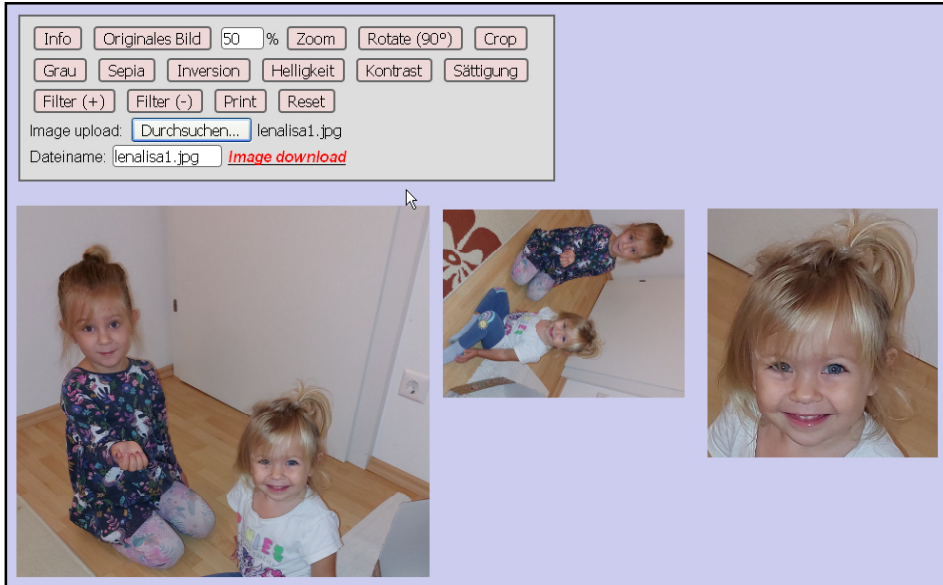 Info Originales Bild 50 % Zoom Rotate (90º) Crop
Grau Sepia Inversion Helligkeit Kontrast Sättigung
Filter (+) Filter (-) Print Reset
Image upload: Durchsuchen... lenalisa1.jpg
Dateiname: lenalisa1.jpg Image download